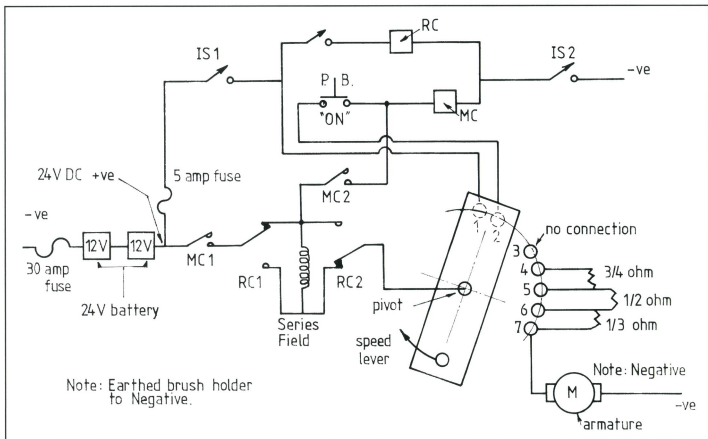 RC
IS1
IS2
-ve
P.B.
"ON"
MC
24V DC +ve
5 amp fuse
MC2
-ve
1
2
no connection
3
4
3/4 ohm
12V
12V
MC1
5
1/2 ohm
30 amp
fuse
RC1
RC2
6
pivot
7
1/3 ohm
24V battery
Series
Field
speed
lever
Note: Earthed brush holder
to Negative.
Note: Negative
M
-ve
armature